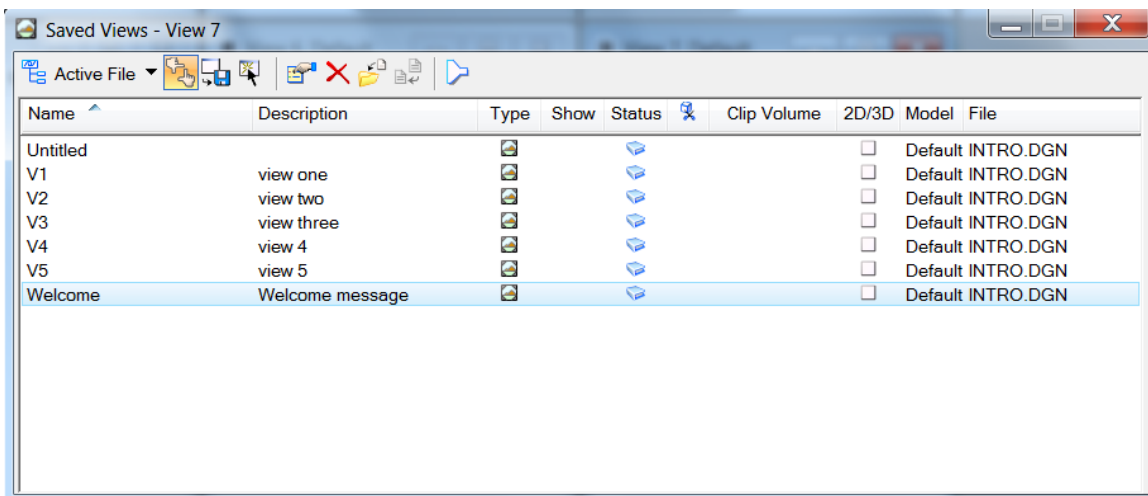 Saved Views - View 7
Active File
Name Description Type Show Status Clip Volume 2D/3D Model File
Untitled Default INTRO.DGN
V1 view one Default INTRO.DGN
V2 view two Default INTRO.DGN
V3 view three Default INTRO.DGN
V4 view 4 Default INTRO.DGN
V5 view 5 Default INTRO.DGN
Welcome Welcome message Default INTRO.DGN